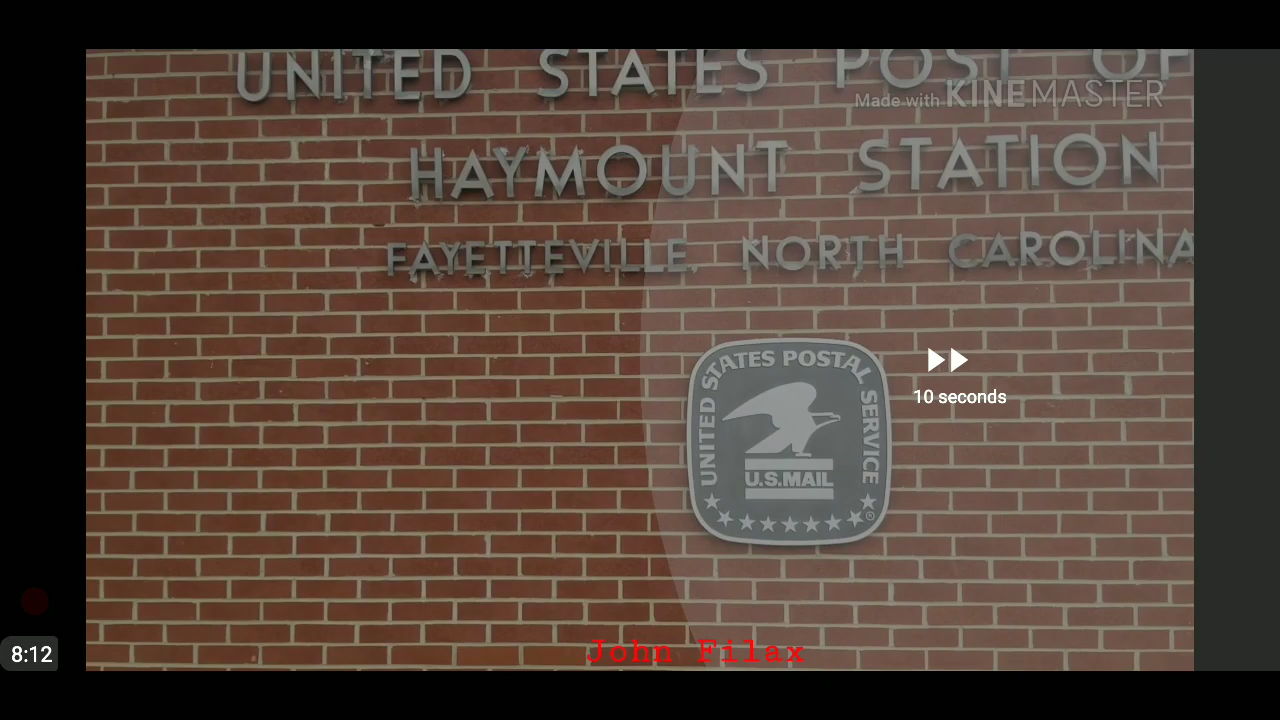 UNITED STATES POST OF
Made with KINEMASTER
HAYMOUNT STATION
FAYETTEVILLE NORTH CAROLINA
UNITED STATES POSTAL SERVICE
U.S.MAIL
®
10 seconds
John Filax
8:12